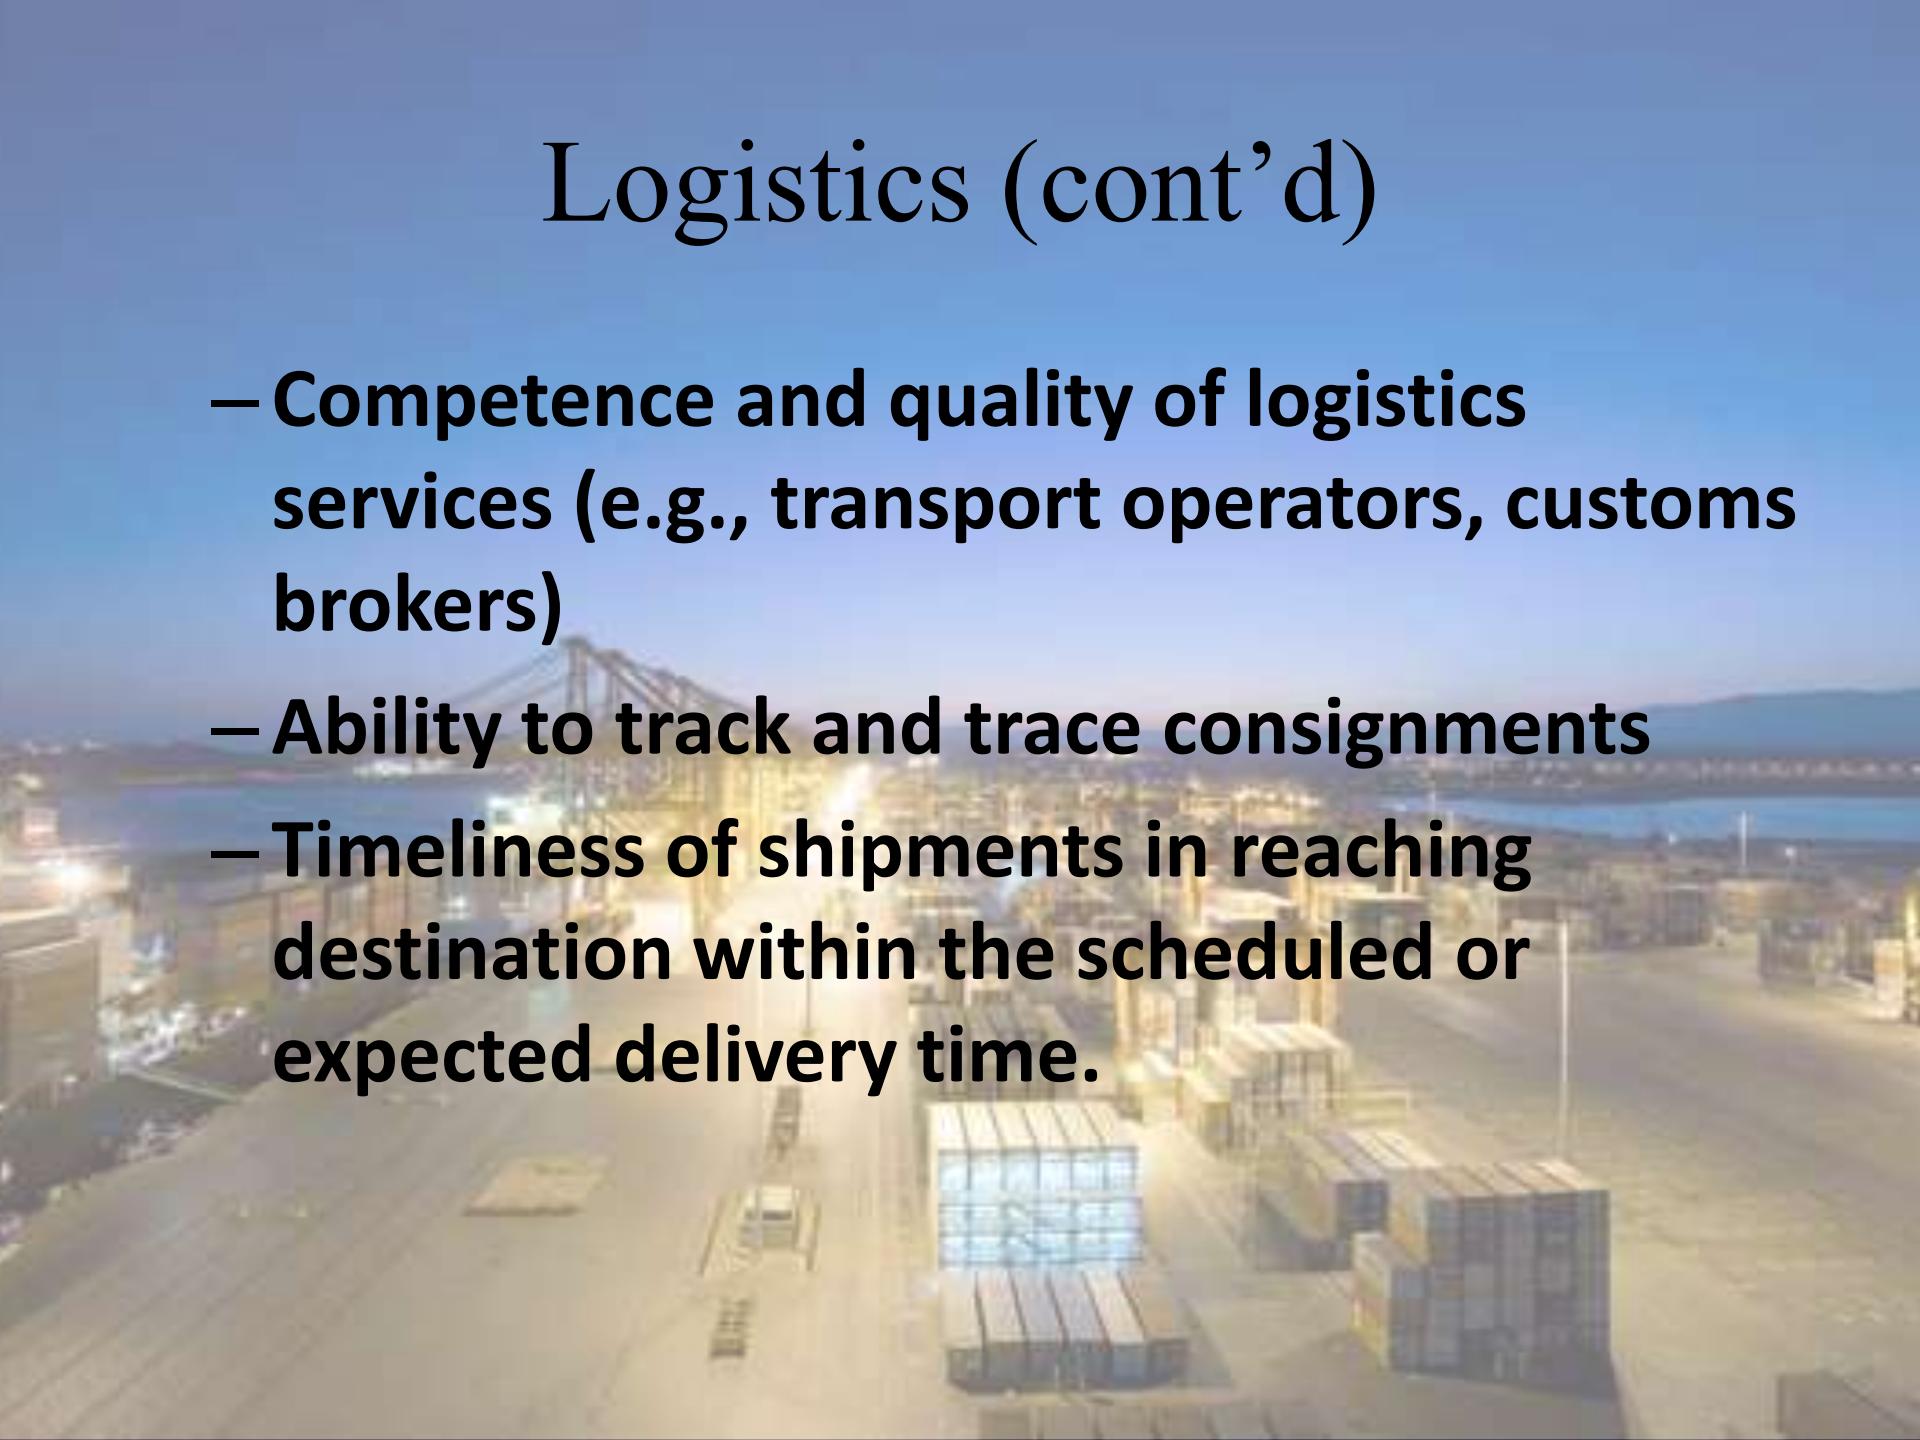 Logistics (cont’d)
– Competence and quality of logistics
services (e.g., transport operators, customs
brokers)
– Ability to track and trace consignments
– Timeliness of shipments in reaching
destination within the scheduled or
expected delivery time.